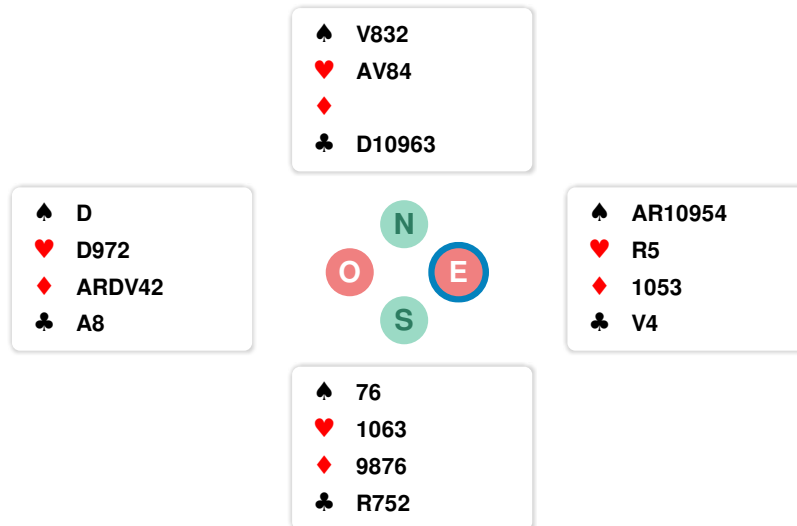 ♠ V832
♥ AV84
♦
♣ D10963
♠ D
♥ D972
♦ ARDV42
♣ A8
N
O
E
S
♠ AR10954
♥ R5
♦ 1053
♣ V4
♠ 76
♥ 1063
♦ 9876
♣ R752